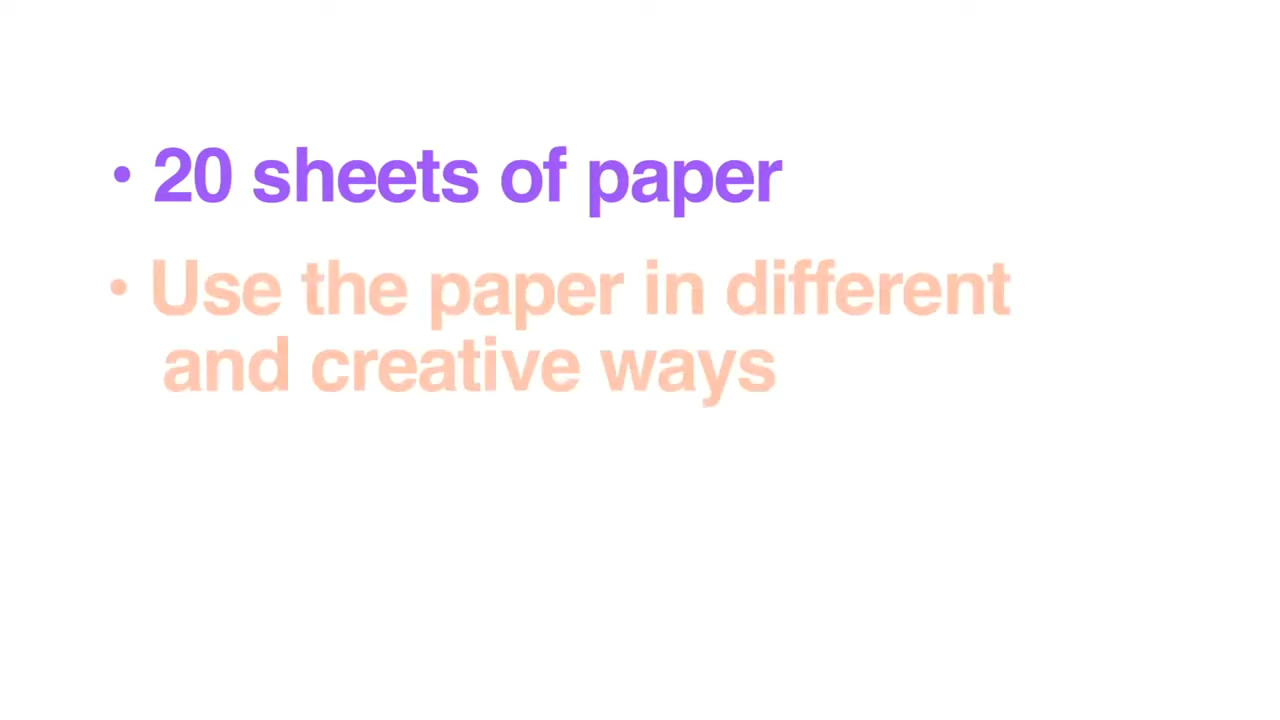 • 20 sheets of paper
• Use the paper in different
and creative ways